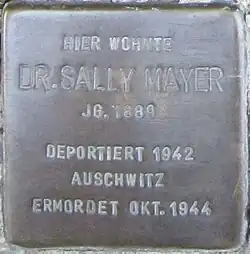 HIER WOHNTE
DR. SALLY MAYER
JG. 1889
DEPORTIERT 1942
AUSCHWITZ
ERMORDET OKT. 1944